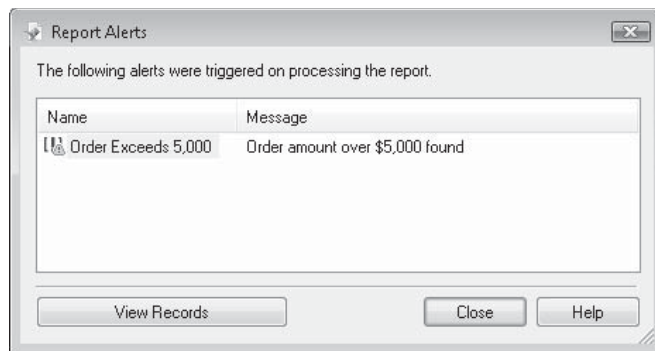 Report Alerts
The following alerts were triggered on processing the report.
Name Message
Order Exceeds 5,000 Order amount over $5,000 found
View Records Close Help